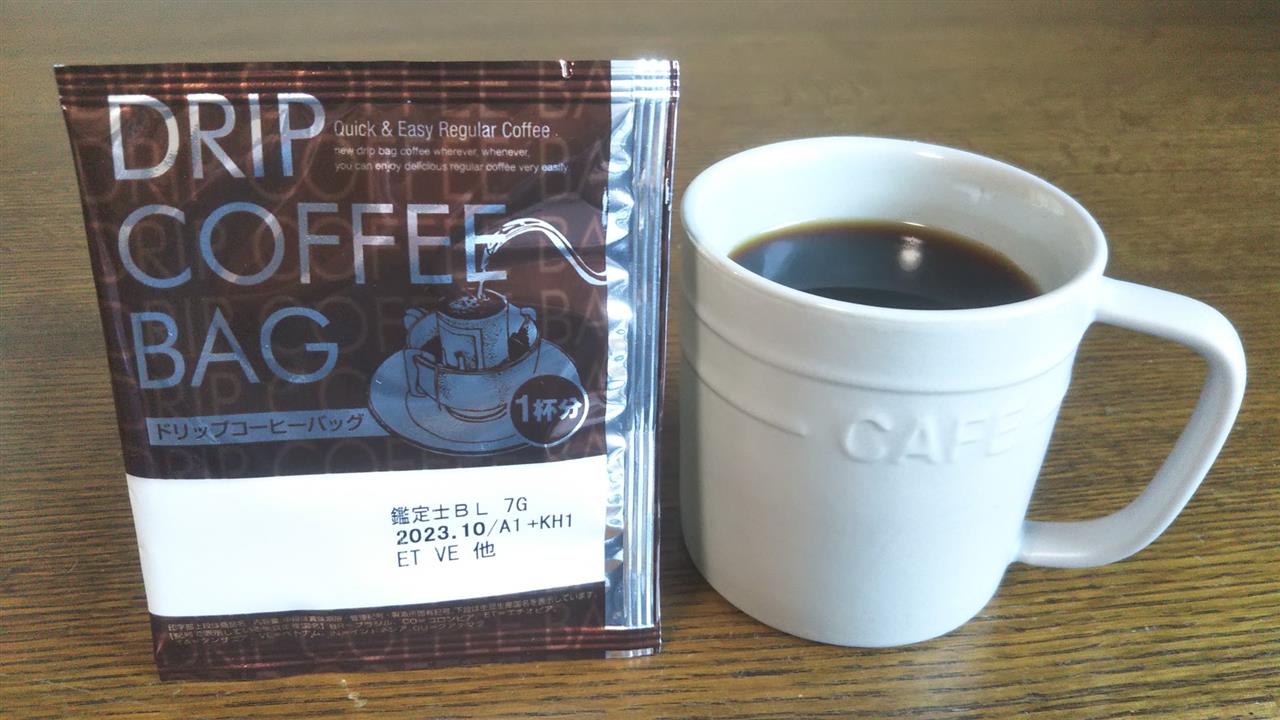 DRIP
Quick & Easy Regular Coffee
new drip bag coffee wherever, whenever,
you can enjoy delicious regular coffee very easily.
COFFEE
BAG
1杯分
ドリップコーヒーバッグ
鑑定士BL 7G
2023.10/A1+KH1
ET VE 他
CAFE